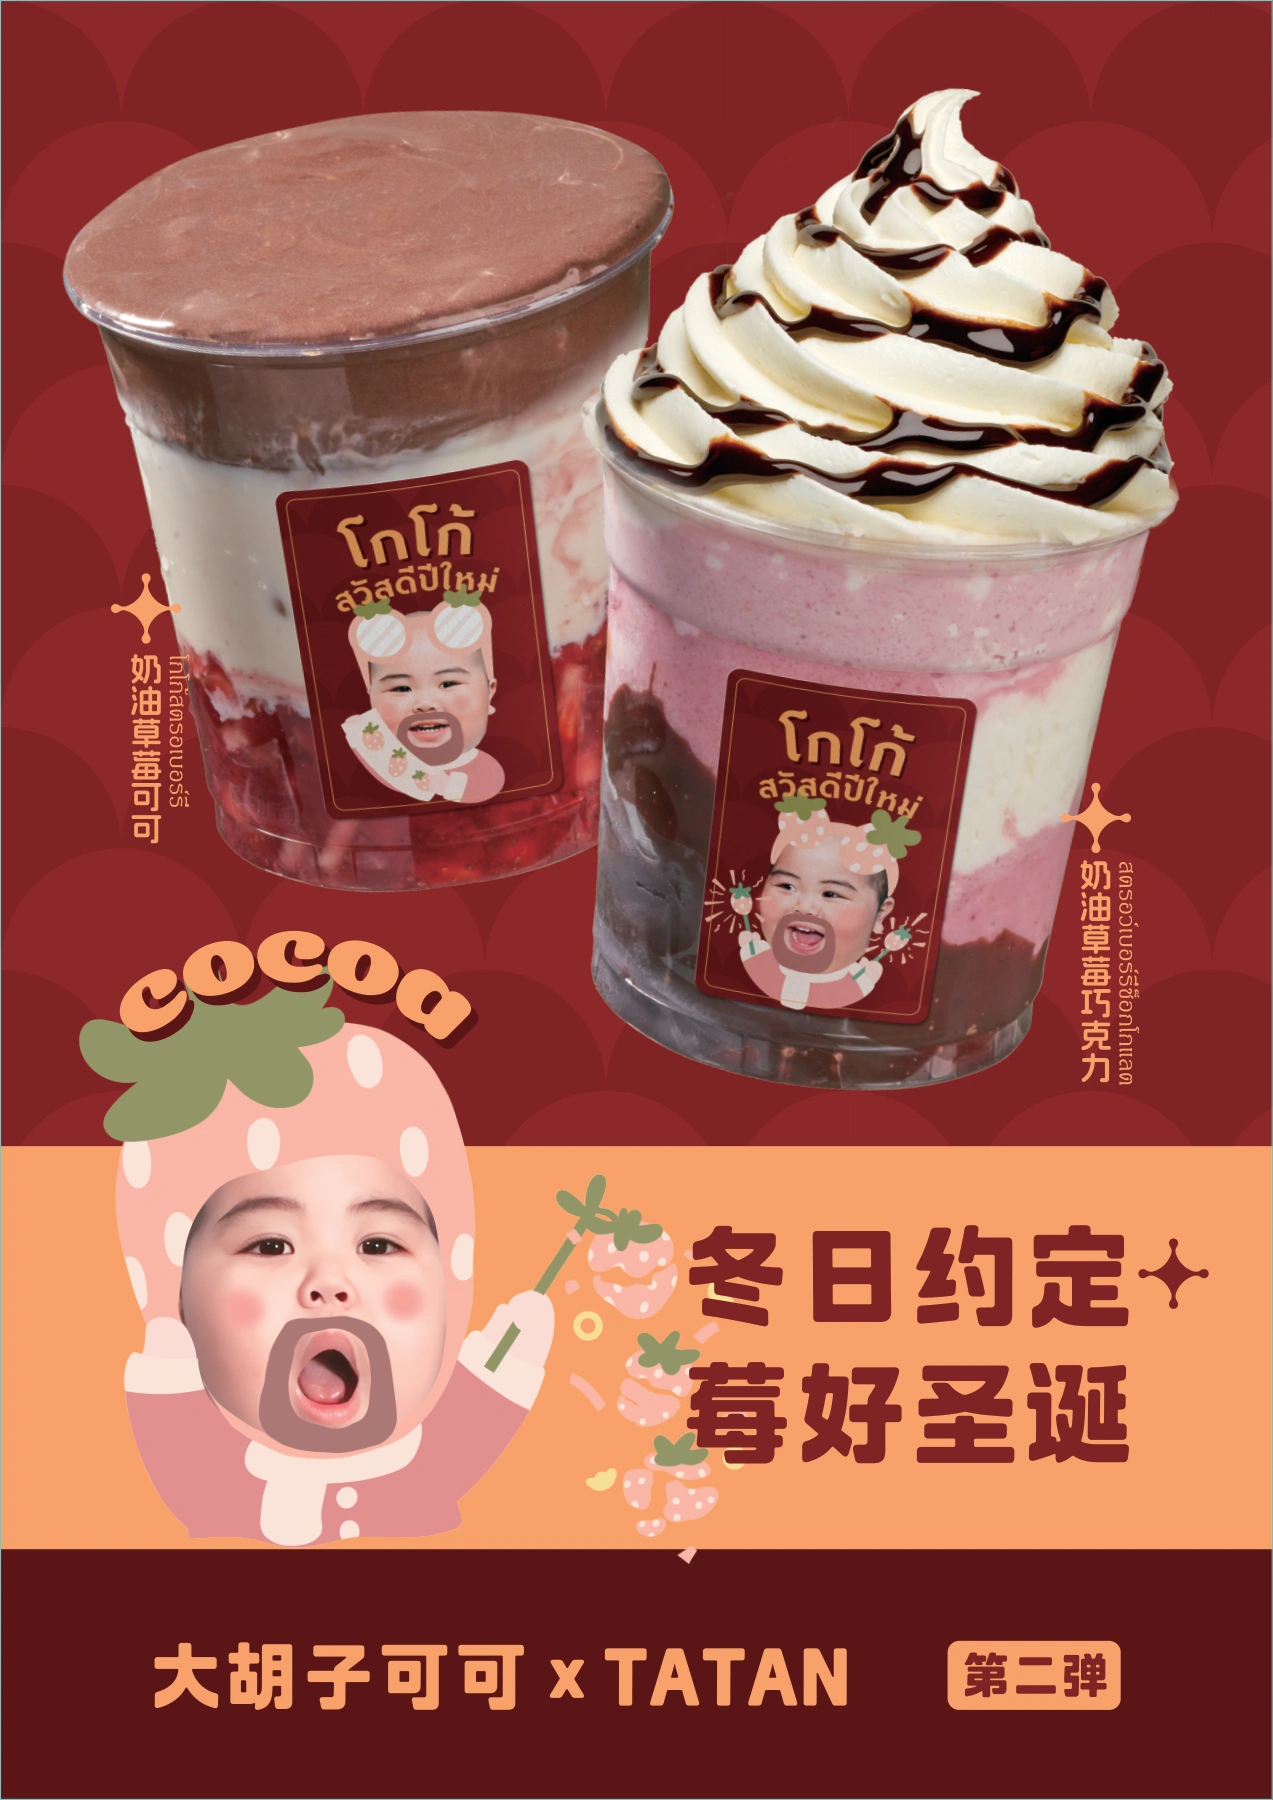 โกโก้
สวัสดีปีใหม่
โกโก้
สวัสดีปีใหม่
奶油草莓可可
โกโก้สตรอเบอร์รี่
奶油草莓巧克力
สตรอว์เบอร์รีช็อกโกแลต
cocoa
冬日约定
莓好圣诞
大胡子可可 x TATAN
第二弹